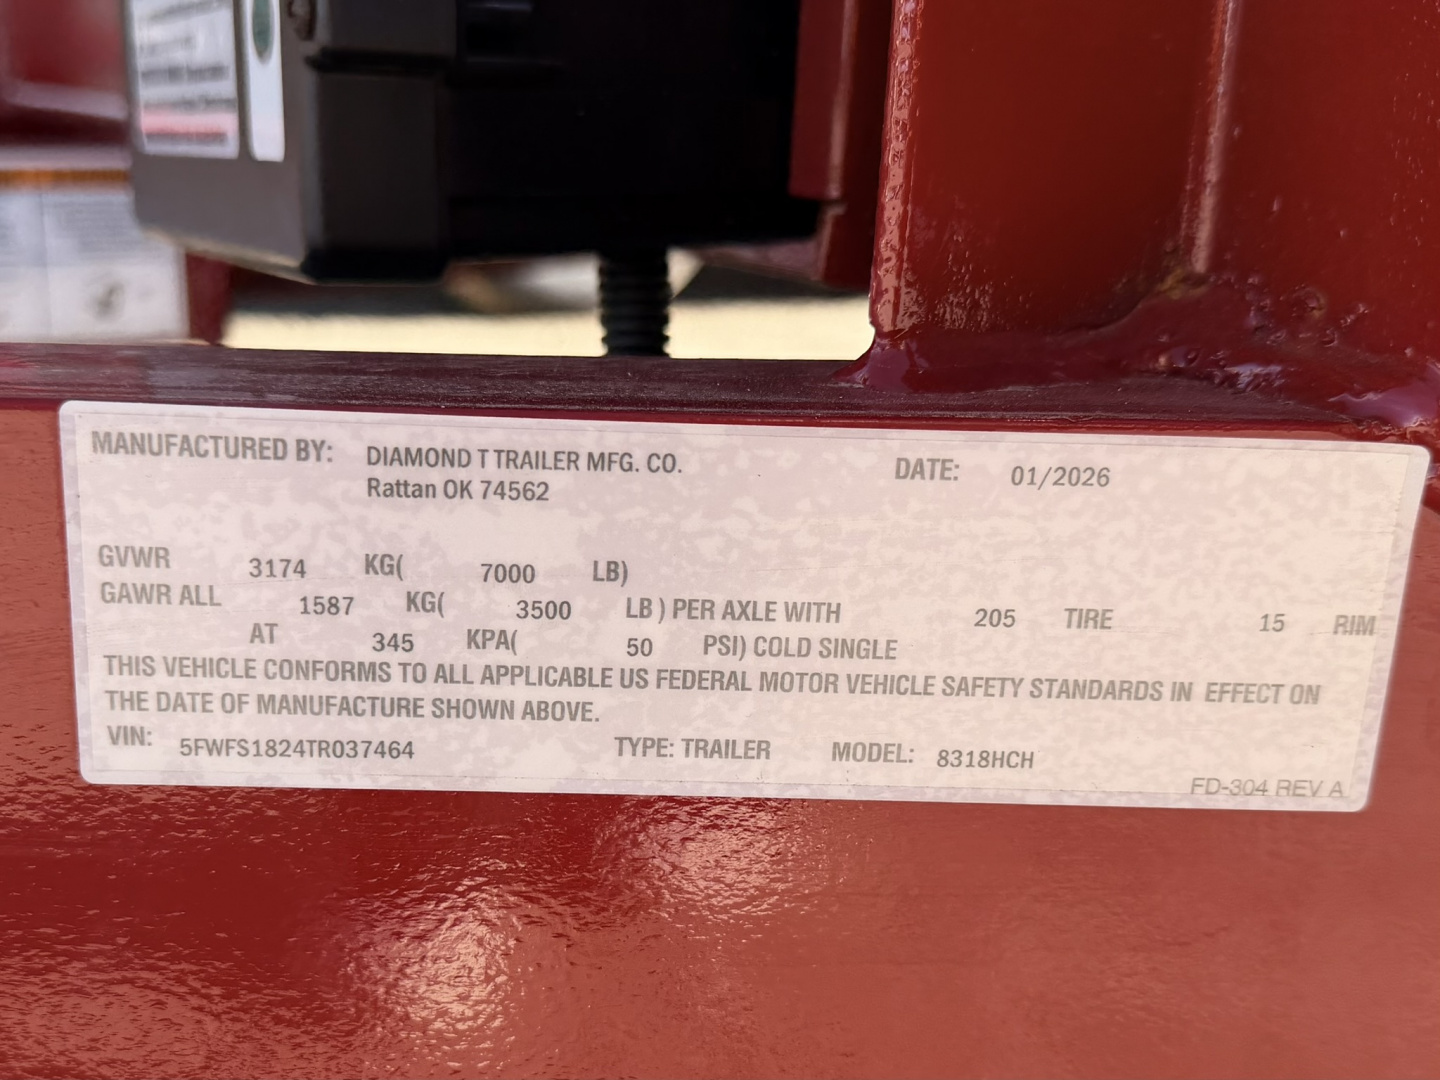 MANUFACTURED BY: DIAMOND T TRAILER MFG. CO. DATE: 01/2026
Rattan OK 74562
GVWR 3174 KG( 7000 LB)
GAWR ALL 1587 KG( 3500 LB ) PER AXLE WITH 205 TIRE 15 RIM
AT 345 KPA( 50 PSI) COLD SINGLE
THIS VEHICLE CONFORMS TO ALL APPLICABLE US FEDERAL MOTOR VEHICLE SAFETY STANDARDS IN EFFECT ON
THE DATE OF MANUFACTURE SHOWN ABOVE.
VIN: 5FWFS1824TR037464 TYPE: TRAILER MODEL: 8318HCH
FD-304 REV A